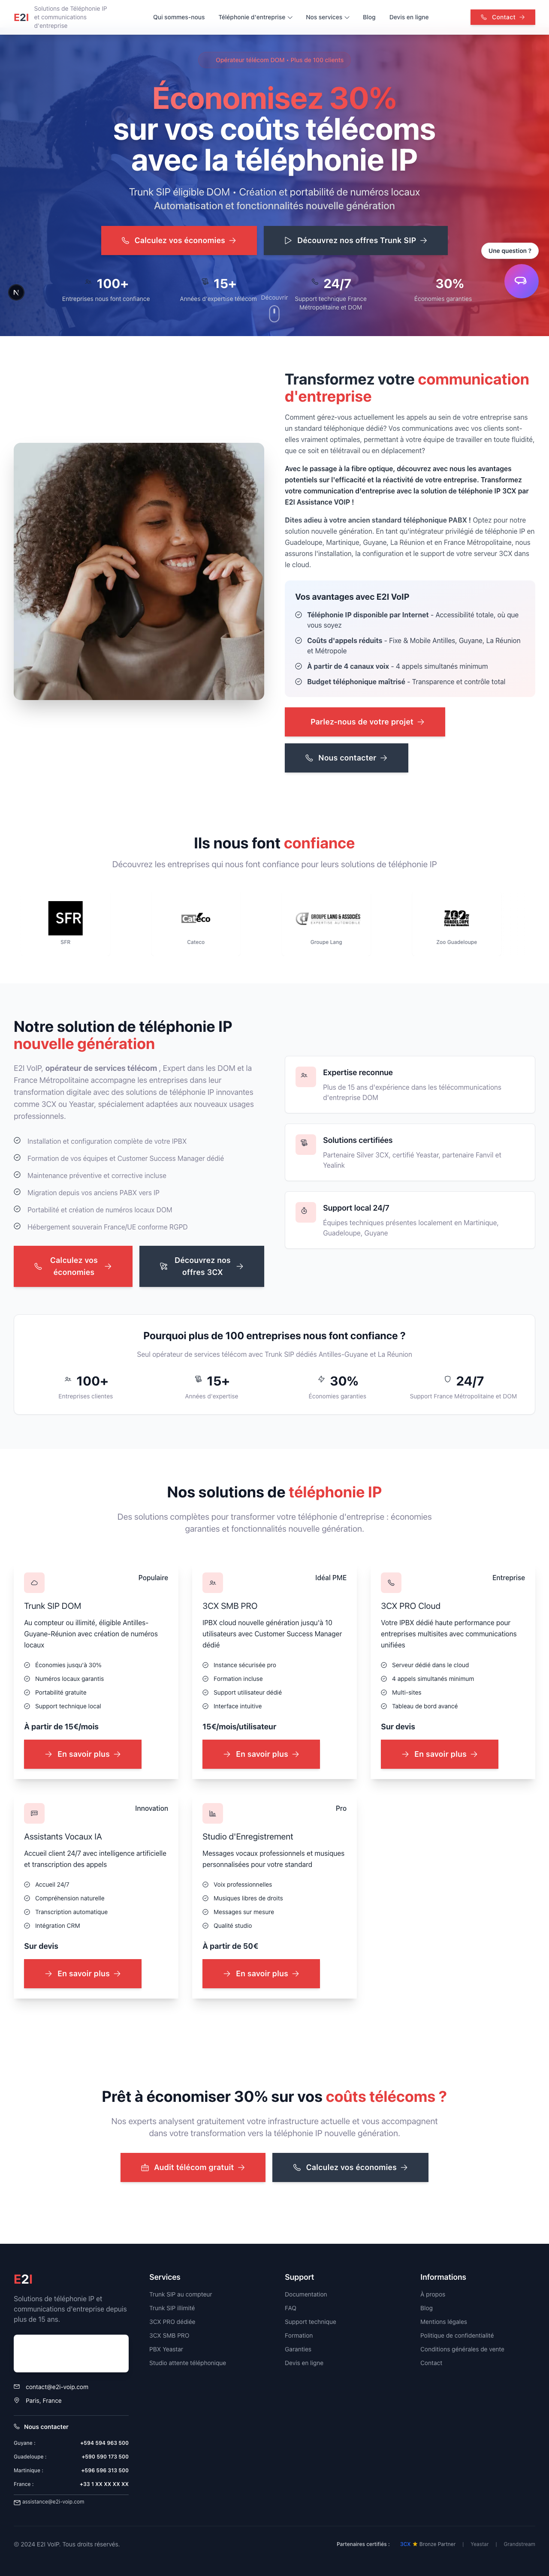 E2I
Solutions de Téléphonie IP
et communications
d'entreprise
Qui sommes-nous
Téléphonie d'entreprise
Nos services
Blog
Devis en ligne
Contact
Opérateur télécom DOM • Plus de 100 clients
Économisez 30%
sur vos coûts télécoms
avec la téléphonie IP
Trunk SIP éligible DOM • Création et portabilité de numéros locaux
Automatisation et fonctionnalités nouvelle génération
Calculez vos économies
Découvrez nos offres Trunk SIP
Une question ?
100+
Entreprises nous font confiance
15+
Années d'expertise télécom
Découvrir
24/7
Support technique France
Métropolitaine et DOM
30%
Économies garanties
N
Transformez votre communication
d'entreprise
Comment gérez-vous actuellement les appels au sein de votre entreprise sans
un standard téléphonique dédié? Vos communications avec vos clients sont-
elles vraiment optimales, permettant à votre équipe de travailler en toute fluidité,
que ce soit en télétravail ou en déplacement?
Avec le passage à la fibre optique, découvrez avec nous les avantages
potentiels sur l'efficacité et la réactivité de votre entreprise. Transformez
votre communication d'entreprise avec la solution de téléphonie IP 3CX par
E2I Assistance VOIP !
Dites adieu à votre ancien standard téléphonique PABX ! Optez pour notre
solution nouvelle génération. En tant qu'intégrateur privilégié de téléphonie IP en
Guadeloupe, Martinique, Guyane, La Réunion et en France Métropolitaine, nous
assurons l'installation, la configuration et le support de votre serveur 3CX dans
le cloud.
Vos avantages avec E2I VoIP
Téléphonie IP disponible par Internet - Accessibilité totale, où que
vous soyez
Coûts d'appels réduits - Fixe & Mobile Antilles, Guyane, La Réunion
et Métropole
À partir de 4 canaux voix - 4 appels simultanés minimum
Budget téléphonique maîtrisé - Transparence et contrôle total
Parlez-nous de votre projet
Nous contacter
Ils nous font confiance
Découvrez les entreprises qui nous font confiance pour leurs solutions de téléphonie IP
SFR
SFR
Catéco
Cateco
GROUPE LANG & ASSOCIÉS
EXPERTISE AUTOMOBILE
Groupe Lang
ZOO
GUADELOUPE
Zoo Guadeloupe
Notre solution de téléphonie IP
nouvelle génération
E2I VoIP, opérateur de services télécom , Expert dans les DOM et la
France Métropolitaine accompagne les entreprises dans leur
transformation digitale avec des solutions de téléphonie IP innovantes
comme 3CX ou Yeastar, spécialement adaptées aux nouveaux usages
professionnels.
Installation et configuration complète de votre IPBX
Formation de vos équipes et Customer Success Manager dédié
Maintenance préventive et corrective incluse
Migration depuis vos anciens PABX vers IP
Portabilité et création de numéros locaux DOM
Hébergement souverain France/UE conforme RGPD
Calculez vos
économies
Découvrez nos
offres 3CX
Expertise reconnue
Plus de 15 ans d'expérience dans les télécommunications
d'entreprise DOM
Solutions certifiées
Partenaire Silver 3CX, certifié Yeastar, partenaire Fanvil et
Yealink
Support local 24/7
Équipes techniques présentes localement en Martinique,
Guadeloupe, Guyane
Pourquoi plus de 100 entreprises nous font confiance ?
Seul opérateur de services télécom avec Trunk SIP dédiés Antilles-Guyane et La Réunion
100+
Entreprises clientes
15+
Années d'expertise
30%
Économies garanties
24/7
Support France Métropolitaine et DOM
Nos solutions de téléphonie IP
Des solutions complètes pour transformer votre téléphonie d'entreprise : économies
garanties et fonctionnalités nouvelle génération.
Populaire
Trunk SIP DOM
Au compteur ou illimité, éligible Antilles-
Guyane-Réunion avec création de numéros
locaux
Économies jusqu'à 30%
Numéros locaux garantis
Portabilité gratuite
Support technique local
À partir de 15€/mois
En savoir plus
Idéal PME
3CX SMB PRO
IPBX cloud nouvelle génération jusqu'à 10
utilisateurs avec Customer Success Manager
dédié
Instance sécurisée pro
Formation incluse
Support utilisateur dédié
Interface intuitive
15€/mois/utilisateur
En savoir plus
Entreprise
3CX PRO Cloud
Votre IPBX dédié haute performance pour
entreprises multisites avec communications
unifiées
Serveur dédié dans le cloud
4 appels simultanés minimum
Multi-sites
Tableau de bord avancé
Sur devis
En savoir plus
Innovation
Assistants Vocaux IA
Accueil client 24/7 avec intelligence artificielle
et transcription des appels
Accueil 24/7
Compréhension naturelle
Transcription automatique
Intégration CRM
Sur devis
En savoir plus
Pro
Studio d'Enregistrement
Messages vocaux professionnels et musiques
personnalisées pour votre standard
Voix professionnelles
Musiques libres de droits
Messages sur mesure
Qualité studio
À partir de 50€
En savoir plus
Prêt à économiser 30% sur vos coûts télécoms ?
Nos experts analysent gratuitement votre infrastructure actuelle et vous accompagnent
dans votre transformation vers la téléphonie IP nouvelle génération.
Audit télécom gratuit
Calculez vos économies
E2I
Solutions de téléphonie IP et
communications d'entreprise depuis
plus de 15 ans.
contact@e2i-voip.com
Paris, France
Nous contacter
Guyane : +594 594 963 500
Guadeloupe : +590 590 173 500
Martinique : +596 596 313 500
France : +33 1 XX XX XX XX
assistance@e2i-voip.com
Services
Trunk SIP au compteur
Trunk SIP illimité
3CX PRO dédiée
3CX SMB PRO
PBX Yeastar
Studio attente téléphonique
Support
Documentation
FAQ
Support technique
Formation
Garanties
Devis en ligne
Informations
À propos
Blog
Mentions légales
Politique de confidentialité
Conditions générales de vente
Contact
© 2024 E2I VoIP. Tous droits réservés.
Partenaires certifiés :
3CX ⭐ Bronze Partner | Yeastar | Grandstream